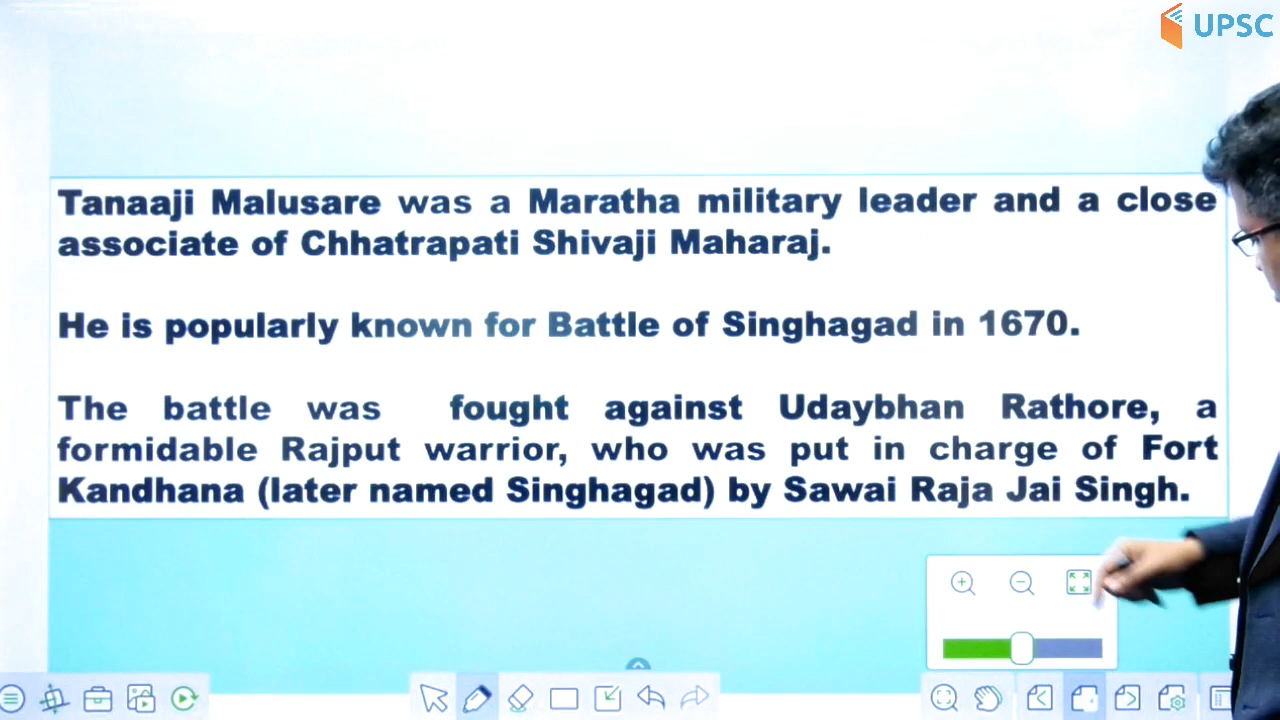 UPSC
Tanaaji Malusare was a Maratha military leader and a close
associate of Chhatrapati Shivaji Maharaj.
He is popularly known for Battle of Singhagad in 1670.
The battle was fought against Udaybhan Rathore, a
formidable Rajput warrior, who was put in charge of Fort
Kandhana (later named Singhagad) by Sawai Raja Jai Singh.